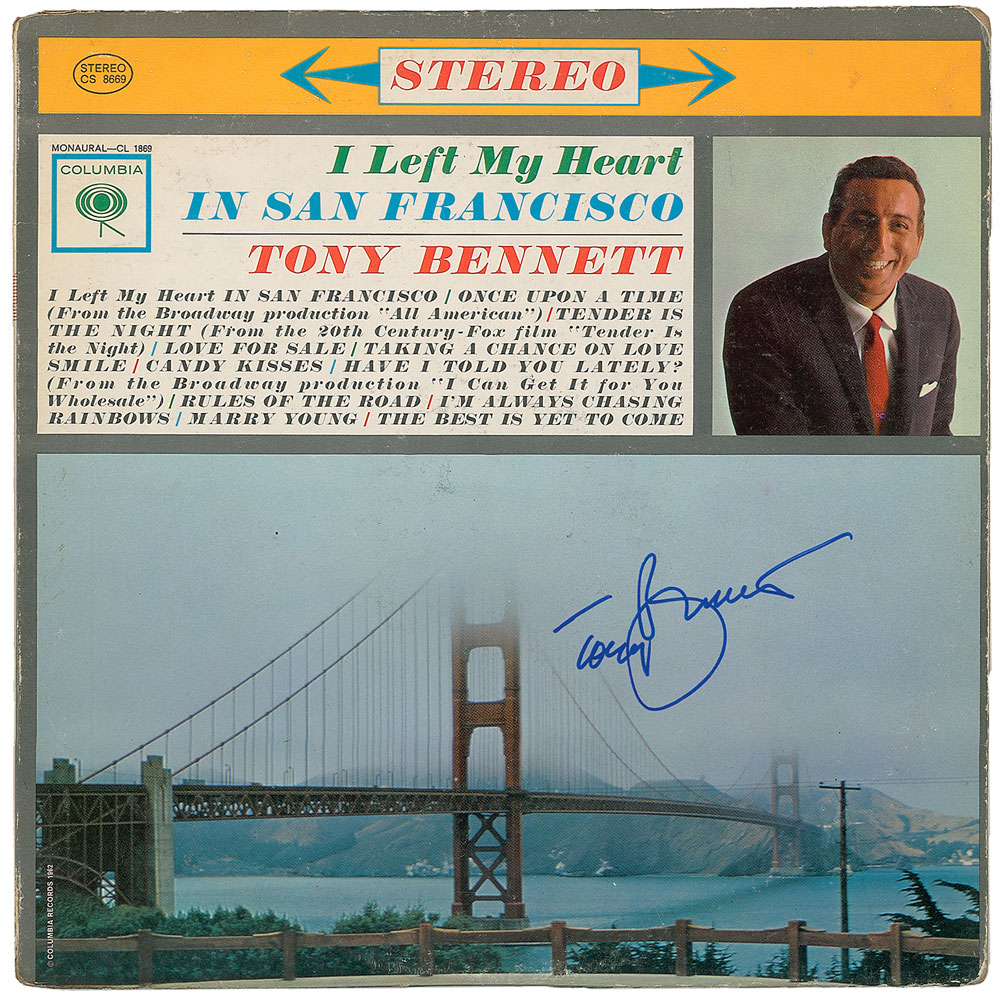 STEREO
CS 8669
STEREO
MONAURAL—CL 1869
COLUMBIA
I Left My Heart
IN SAN FRANCISCO
TONY BENNETT
I Left My Heart IN SAN FRANCISCO / ONCE UPON A TIME
(From the Broadway production "All American") / TENDER IS
THE NIGHT (From the 20th Century-Fox film "Tender Is
the Night) / LOVE FOR SALE / TAKING A CHANCE ON LOVE
SMILE / CANDY KISSES / HAVE I TOLD YOU LATELY?
(From the Broadway production "I Can Get It for You
Wholesale") / RULES OF THE ROAD / I'M ALWAYS CHASING
RAINBOWS / MARRY YOUNG / THE BEST IS YET TO COME
Tony Bennett
© COLUMBIA RECORDS 1962